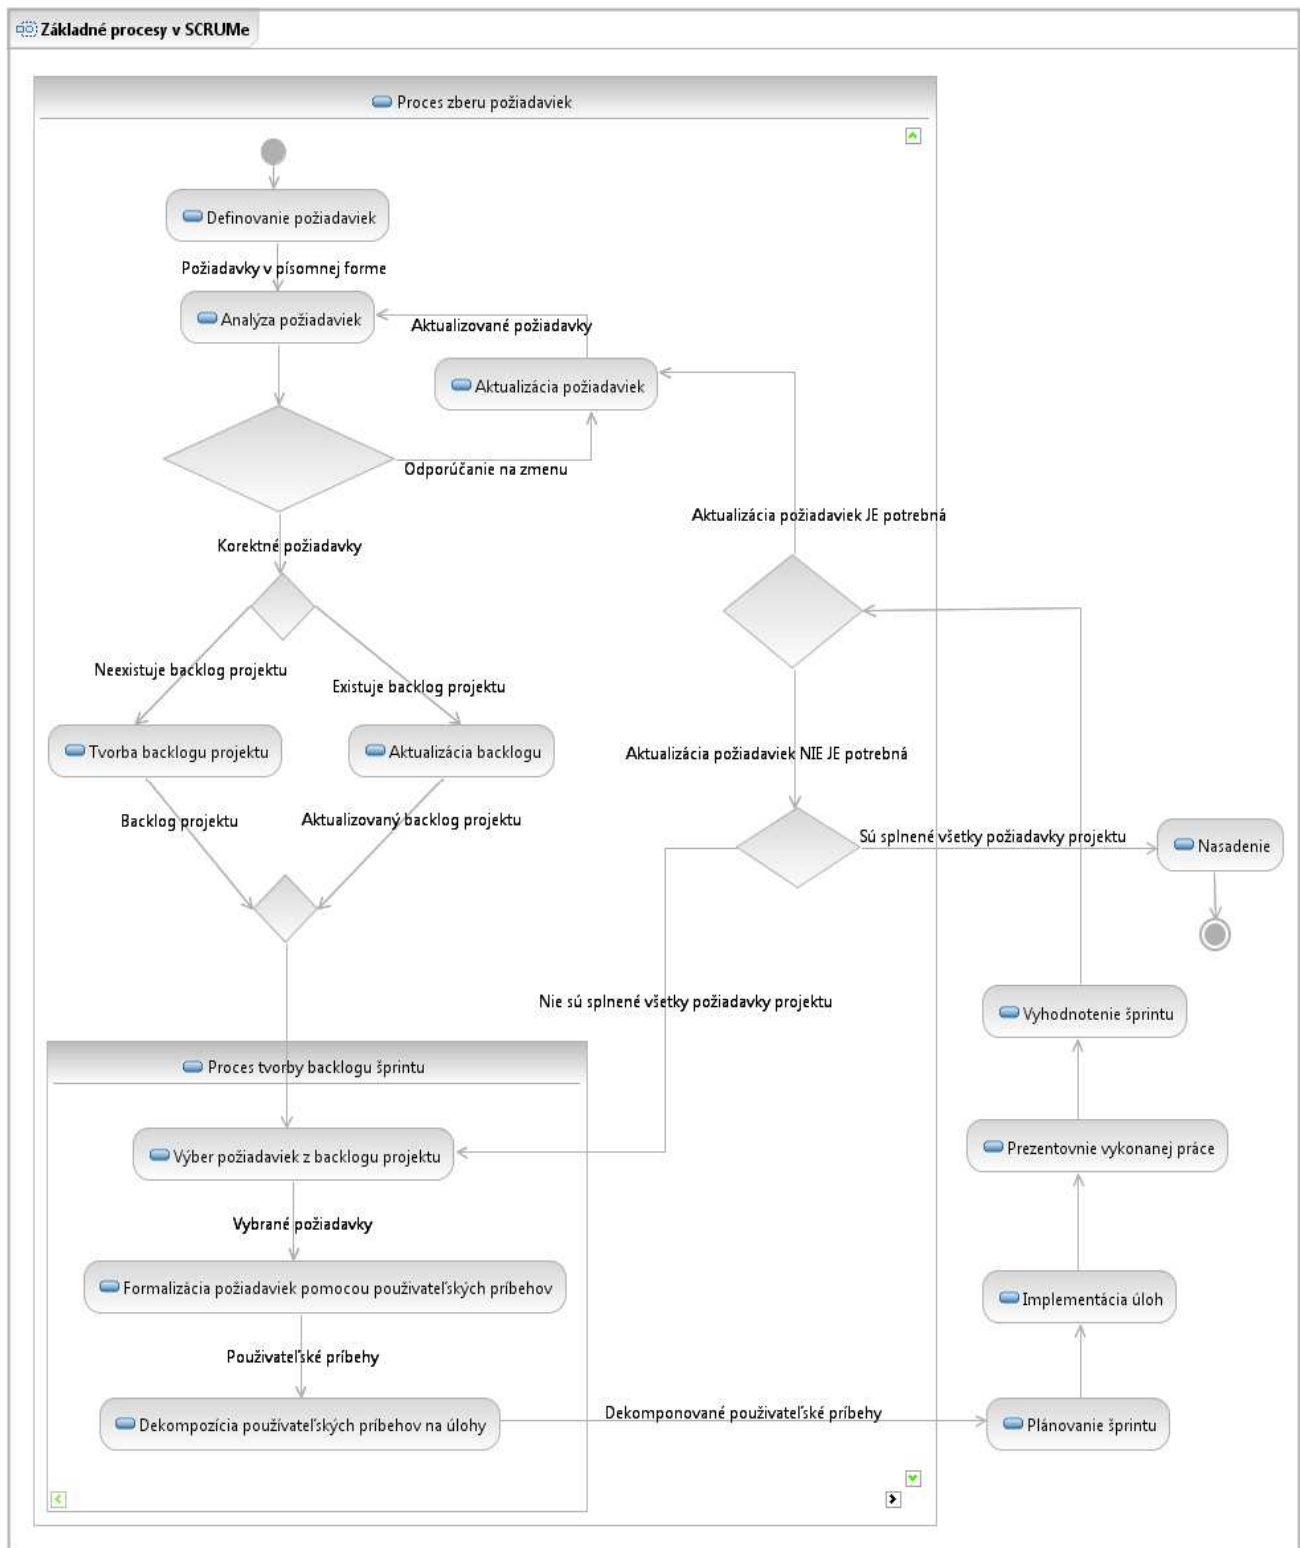 Základné procesy v SCRUMe
Proces zberu požiadaviek
Definovanie požiadaviek
Požiadavky v písomnej forme
Analýza požiadaviek
Aktualizované požiadavky
Aktualizácia požiadaviek
Odporúčanie na zmenu
Aktualizácia požiadaviek JE potrebná
Korektné požiadavky
Neexistuje backlog projektu
Existuje backlog projektu
Tvorba backlogu projektu
Aktualizácia backlogu
Aktualizácia požiadaviek NIE JE potrebná
Backlog projektu
Aktualizovaný backlog projektu
Sú splnené všetky požiadavky projektu
Nasadenie
Nie sú splnené všetky požiadavky projektu
Vyhodnotenie šprintu
Proces tvorby backlogu šprintu
Výber požiadaviek z backlogu projektu
Prezentovnie vykonanej práce
Vybrané požiadavky
Formalizácia požiadaviek pomocou použivateľských príbehov
Implementácia úloh
Použivateľské príbehy
Dekompozícia používateľských príbehov na úlohy
Dekomponované použivateľské príbehy
Plánovanie šprintu